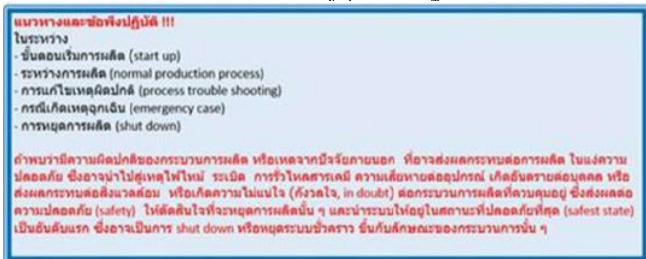 แนวทางและข้อพึงปฏิบัติ !!!
ในระหว่าง
- ขั้นตอนเริ่มการผลิต (start up)
- ระหว่างการผลิต (normal production process)
- การแก้ไขเหตุผิดปกติ (process trouble shooting)
- กรณีเกิดเหตุฉุกเฉิน (emergency case)
- การหยุดการผลิต (shut down)
ถ้าพบว่ามีความผิดปกติของกระบวนการผลิต หรือเหตุจากปัจจัยภายนอก ที่อาจส่งผลกระทบต่อการผลิต ในแง่ความ
ปลอดภัย ซึ่งอาจนำไปสู่เหตุไฟไหม้ ระเบิด การรั่วไหลสารเคมี ความเสียหายต่ออุปกรณ์ เกิดอันตรายต่อบุคคล หรือ
ส่งผลกระทบต่อสิ่งแวดล้อม หรือเกิดความไม่แน่ใจ (กังวลใจ, in doubt) ต่อกระบวนการผลิตที่ควบคุมอยู่ ซึ่งส่งผลต่อ
ความปลอดภัย (safety) ให้ตัดสินใจที่จะหยุดการผลิตนั้น ๆ และนำระบบให้อยู่ในสถานะที่ปลอดภัยที่สุด (safest state)
เป็นอันดับแรก ซึ่งอาจเป็นการ shut down หรือหยุดระบบชั่วคราว ขึ้นกับลักษณะของกระบวนการนั้น ๆ